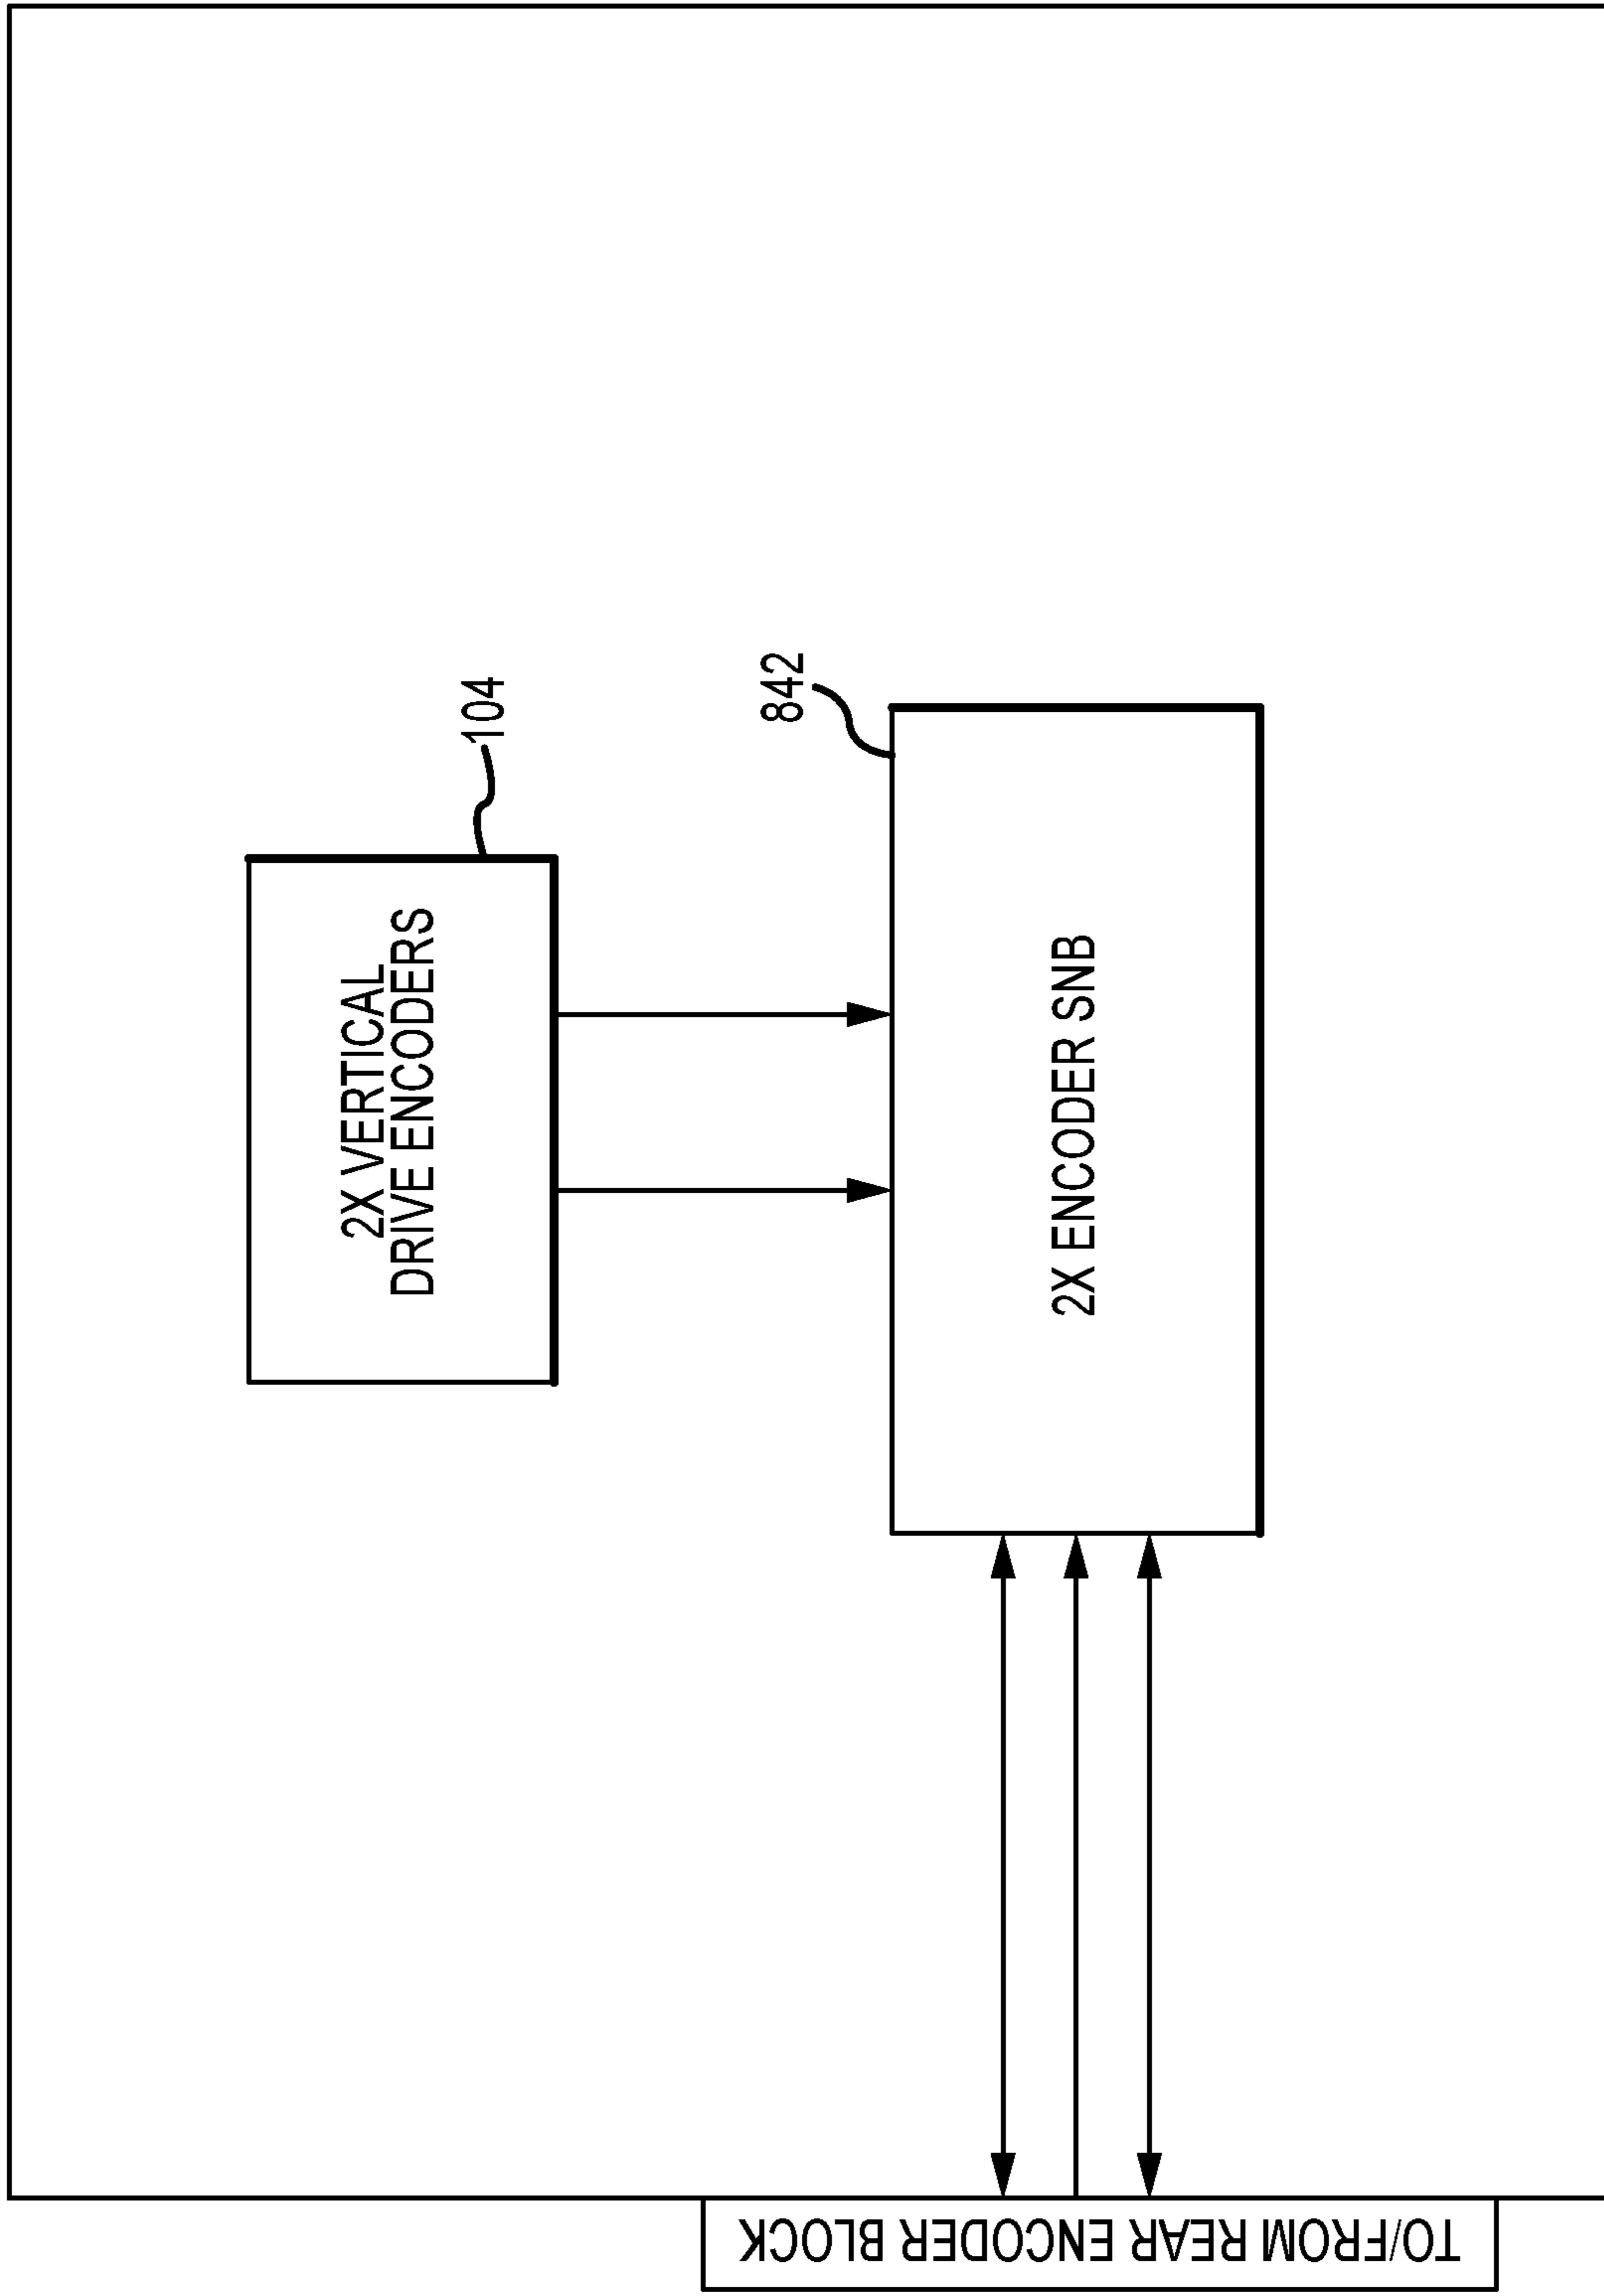 2X VERTICAL
DRIVE ENCODERS
104
842
2X ENCODER SNB
TO/FROM REAR ENCODER BLOCK